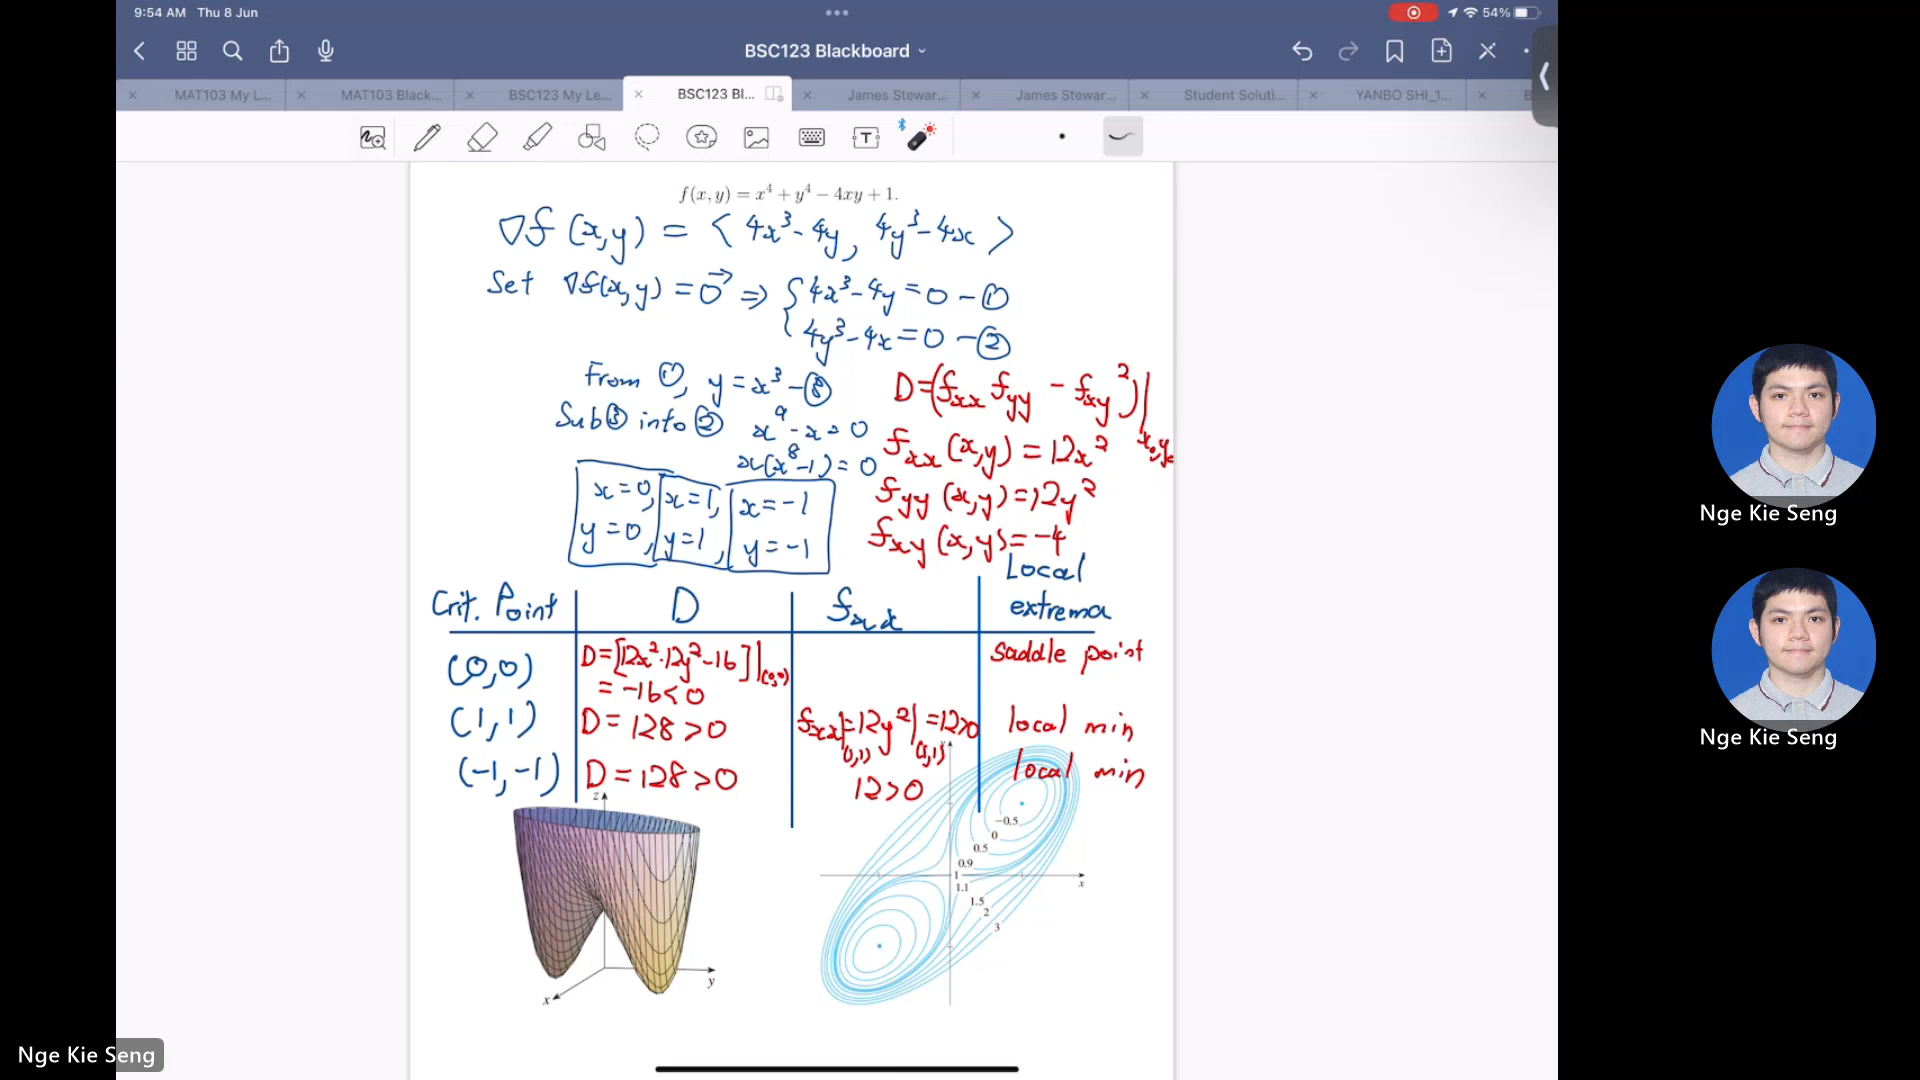 9:54 AM Thu 8 Jun
54%
BSC123 Blackboard
MAT103 My L...
MAT103 Black...
BSC123 My Le...
BSC123 Bl...
James Stewar...
James Stewar...
Student Soluti...
YANBO SHI_1...
B
f(x, y) = x⁴ + y⁴ − 4xy + 1.
∇f (x,y) = < 4x³-4y, 4y³-4x >
Set ∇f(x,y) = 0⃗ ⇒ { 4x³-4y = 0 - ①
4y³-4x = 0 - ②
From ①, y = x³ - ③
Sub ③ into ② x⁹ - x = 0
x(x⁸-1) = 0
x=0, x=1, x=-1
y=0, y=1, y=-1
D = (fxx fyy - fxy²)|x₀,y₀
fxx (x,y) = 12x²
fyy (x,y) = 12y²
fxy (x,y) = -4
Crit. Point D fxx Local extrema
(0,0) D = [12x²·12y²-16]|(0,0) saddle point
= -16 < 0
(1,1) D = 128 > 0 fxx|(1,1) = 12y²|(1,1) = 12>0 local min
(-1,-1) D = 128 > 0 12 > 0 local min
z
x
y
y
−0.5
0
0.5
0.9
1
1.1
1.5
2
3
x
Nge Kie Seng
Nge Kie Seng
Nge Kie Seng